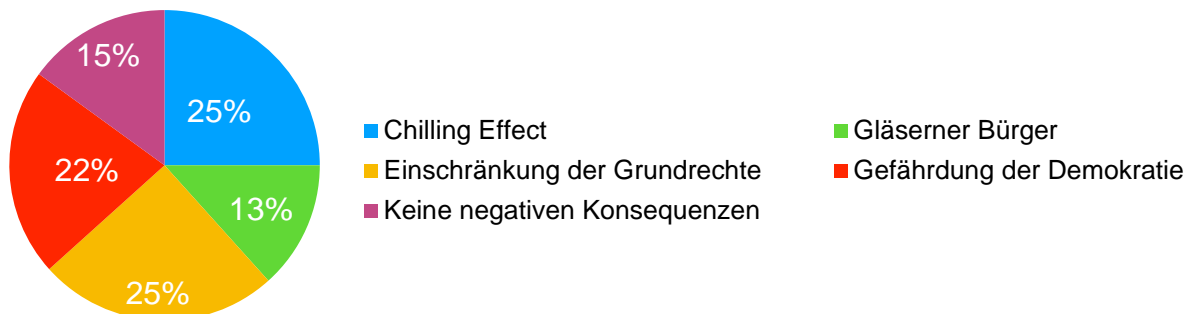 15%
25%
22%
13%
25%
Chilling Effect
Gläserner Bürger
Einschränkung der Grundrechte
Gefährdung der Demokratie
Keine negativen Konsequenzen